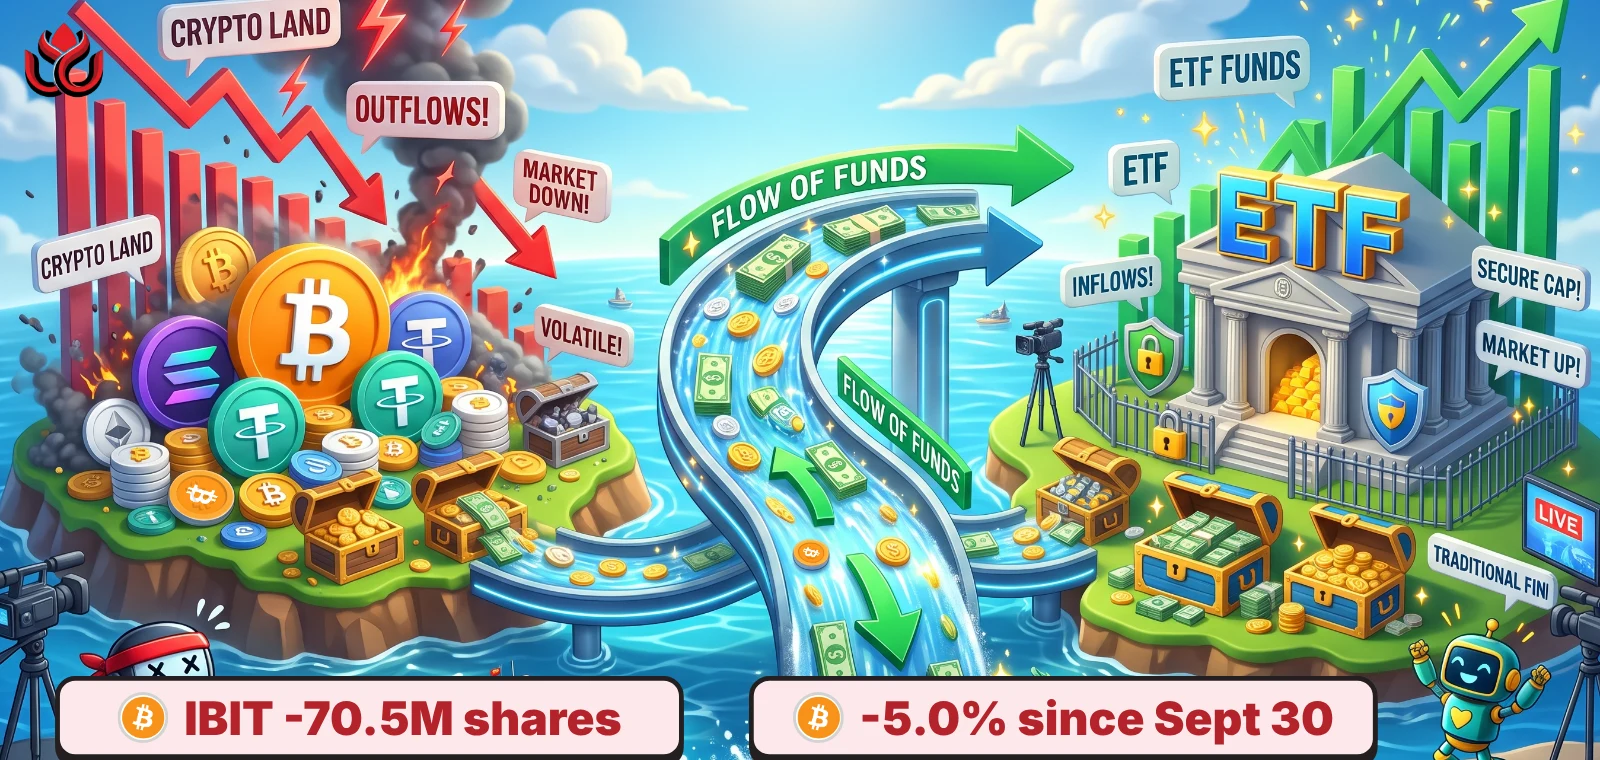 CRYPTO LAND
OUTFLOWS!
MARKET
DOWN!
CRYPTO LAND
VOLATILE!
FLOW OF FUNDS
FLOW OF FUNDS
ETF FUNDS
ETF
ETF
INFLOWS!
SECURE CAP!
MARKET UP!
LIVE
TRADITIONAL FIN
IBIT -70.5M shares
-5.0% since Sept 30